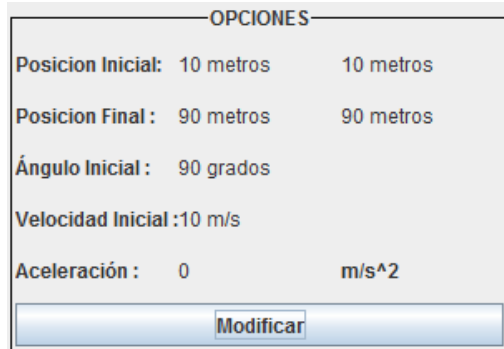 OPCIONES
Posicion Inicial: 10 metros 10 metros
Posicion Final : 90 metros 90 metros
Ángulo Inicial : 90 grados
Velocidad Inicial :10 m/s
Aceleración : 0 m/s^2
Modificar